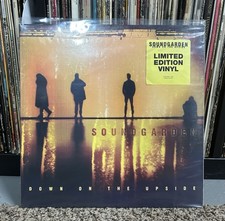 SOUNDGARDEN
LIMITED
EDITION
VINYL
SOUNDGARDEN
DOWN ON THE UPSIDE